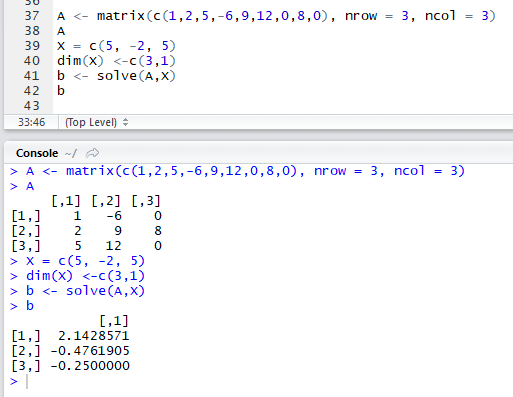 36
37 A <- matrix(c(1,2,5,-6,9,12,0,8,0), nrow = 3, ncol = 3)
38 A
39 X = c(5, -2, 5)
40 dim(X) <-c(3,1)
41 b <- solve(A,X)
42 b
43
33:46 (Top Level)
Console ~/
> A <- matrix(c(1,2,5,-6,9,12,0,8,0), nrow = 3, ncol = 3)
> A
[,1] [,2] [,3]
[1,] 1 -6 0
[2,] 2 9 8
[3,] 5 12 0
> X = c(5, -2, 5)
> dim(X) <-c(3,1)
> b <- solve(A,X)
> b
[,1]
[1,] 2.1428571
[2,] -0.4761905
[3,] -0.2500000
>